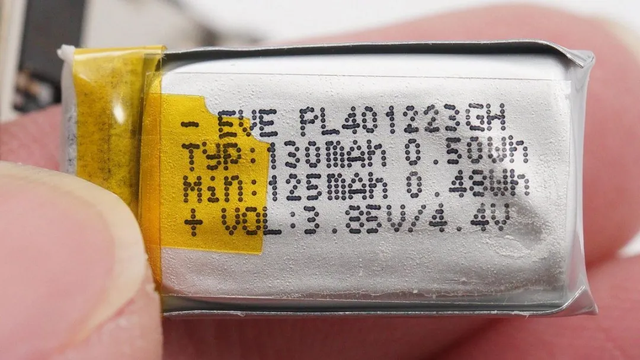 - EVE PL401223GH
Typ:130mAh 0.50Wh
Min:125mAh 0.48Wh
+ VOL:3.85V/4.4V